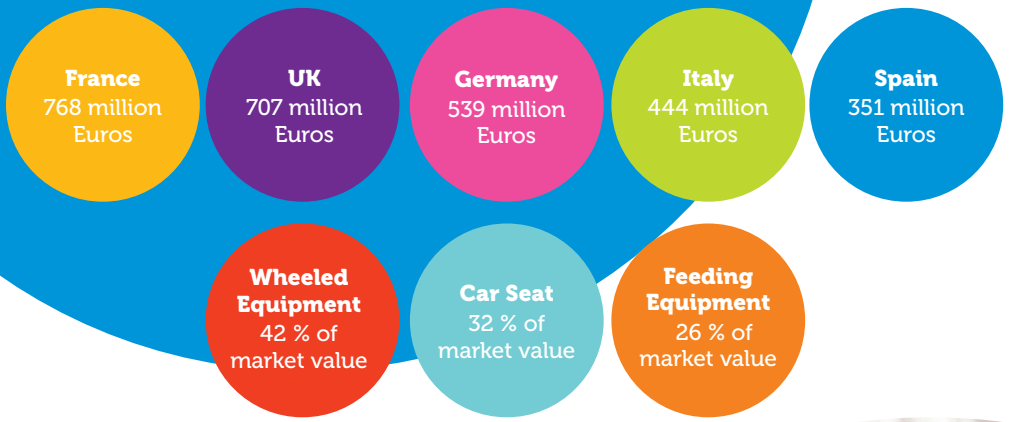 France
768 million
Euros
UK
707 million
Euros
Germany
539 million
Euros
Italy
444 million
Euros
Spain
351 million
Euros
Wheeled
Equipment
42 % of
market value
Car Seat
32 % of
market value
Feeding
Equipment
26 % of
market value